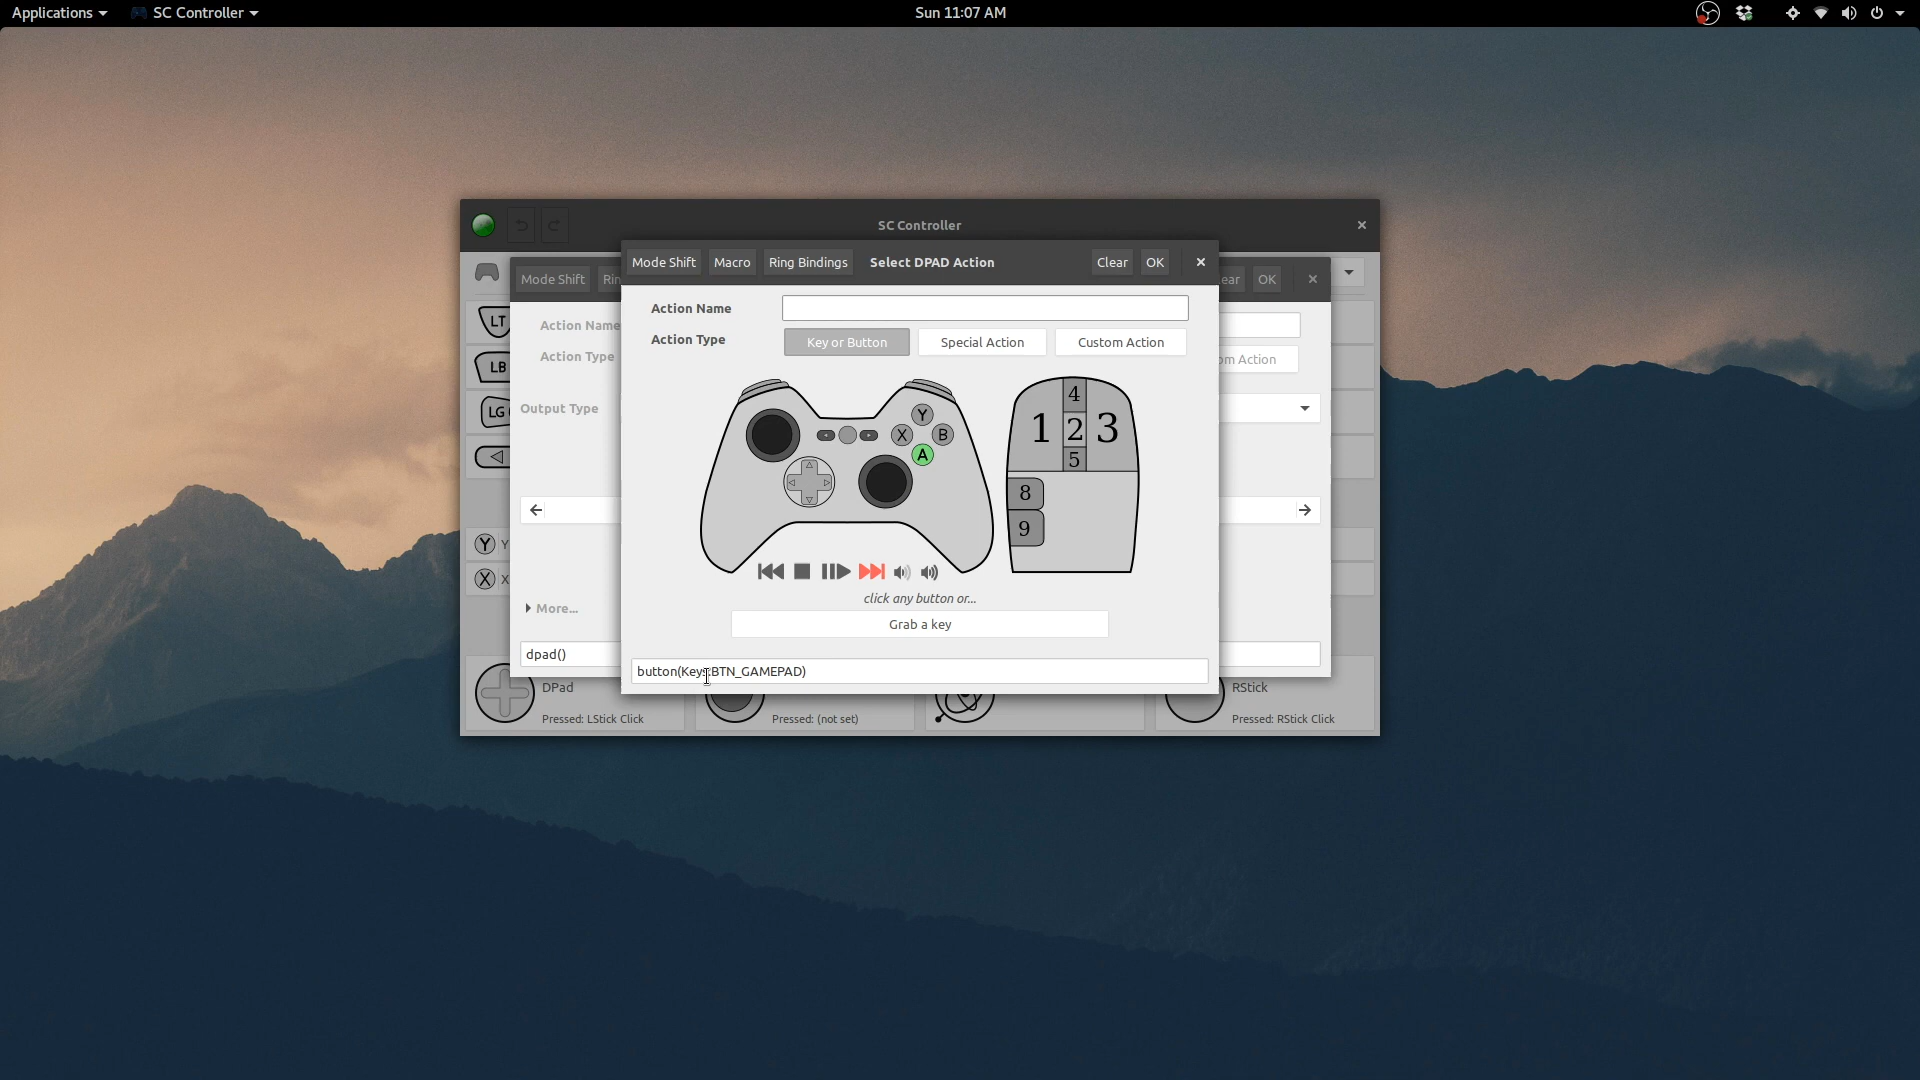 Applications SC Controller Sun 11:07 AM
SC Controller
Mode Shift Macro Ring Bindings Select DPAD Action Clear OK
Mode Shift OK
Action Name
Action Type Key or Button Special Action Custom Action
Action Name
Action Type Action
Output Type
LT
LB
LG
Y B
X
A
1 2 3
4
5
8
9
Y Y
X X
click any button or...
Grab a key
More...
dpad()
button(Keys.BTN_GAMEPAD)
DPad RStick
Pressed: LStick Click Pressed: (not set) Pressed: RStick Click